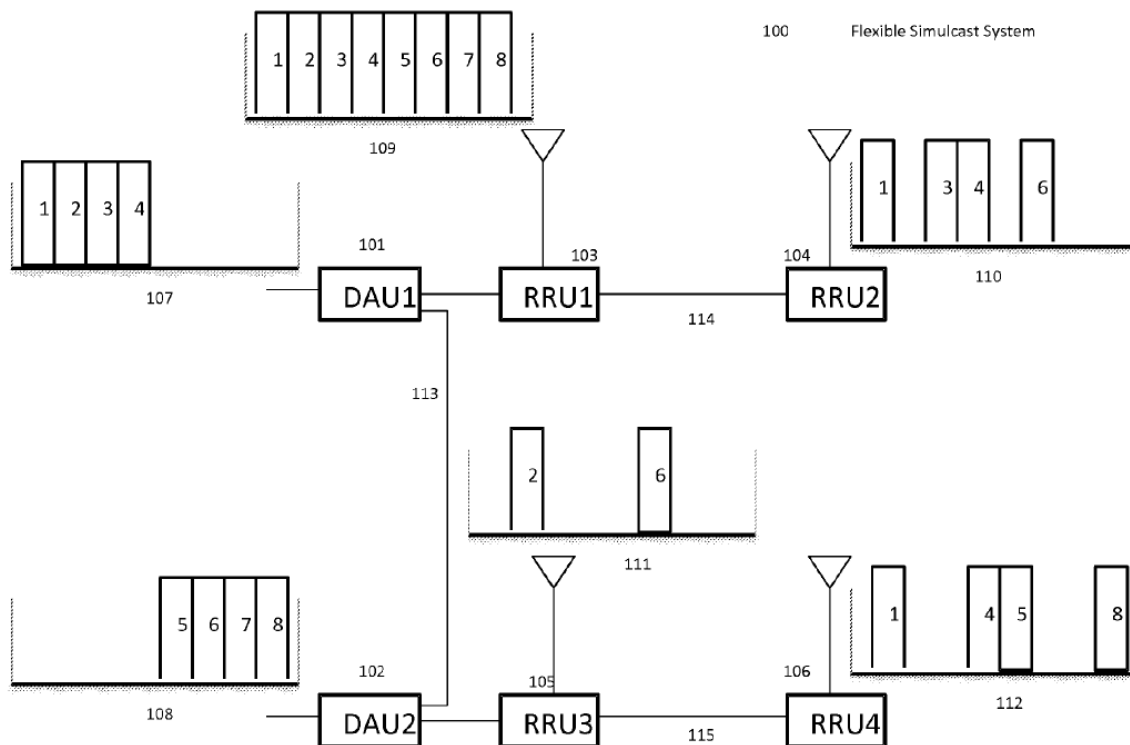 100 Flexible Simulcast System
1 2 3 4 5 6 7 8
109
1 2 3 4
107
1 3 4 6
110
101
103
104
DAU1
RRU1
RRU2
114
113
2 6
111
5 6 7 8
108
1 4 5 8
112
102
105
106
DAU2
RRU3
RRU4
115